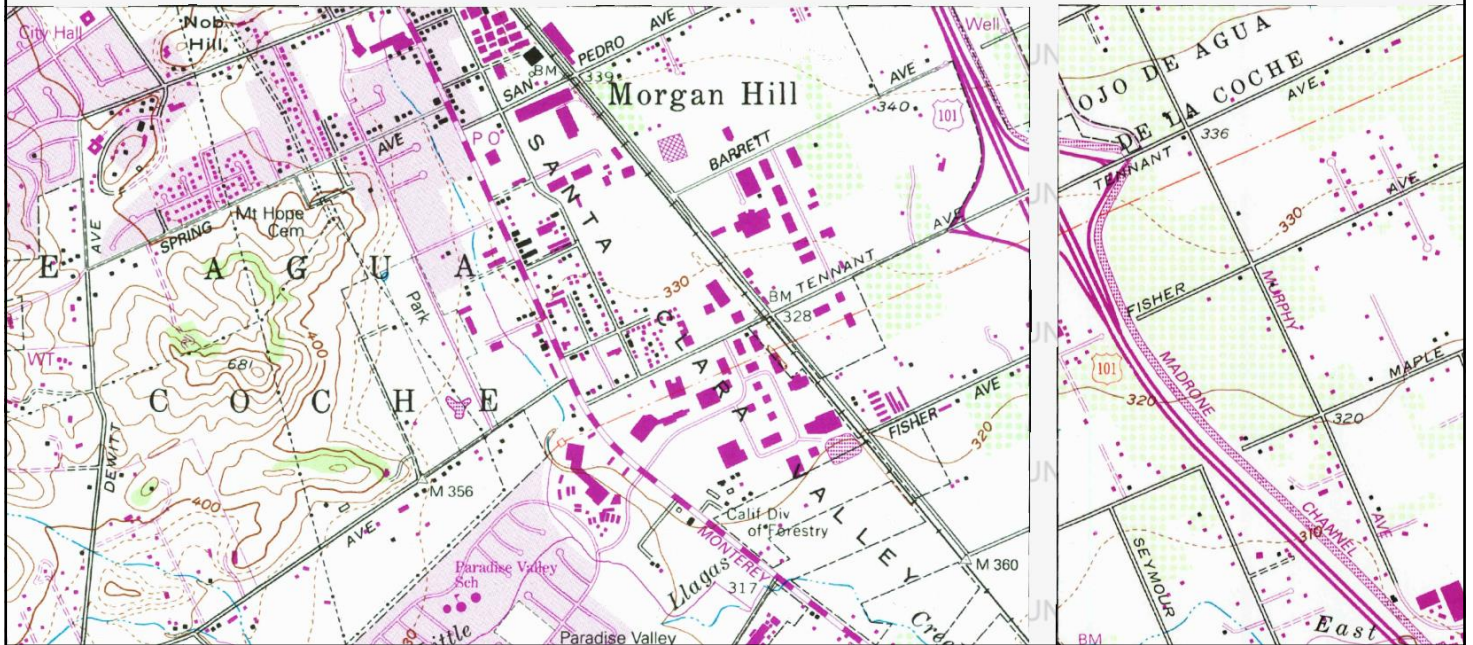 City Hall
Nob
Hill
SAN PEDRO AVE
BM 339
Morgan Hill
AVE
340
Well
101
PO
AVE
BARRETT
SANTA CLARA VALLEY
Mt Hope
Cem
SPRING
AVE
E AGUA
Park
330
AVE
TENNANT
BM
328
WT
400
681
COCHE
FISHER AVE
320
DEWITT
M 356
400
AVE
Calif Div
of Forestry
MONTEREY
Paradise Valley
Sch
Llagas
317
M 360
Paradise Valley
OJO DE AGUA
DE LA COCHE
AVE
336
TENNANT
AVE
330
FISHER
MURPHY
MAPLE
101
MADRONE
320
320
CHANNEL
AVE
310
SEYMOUR
BM
East